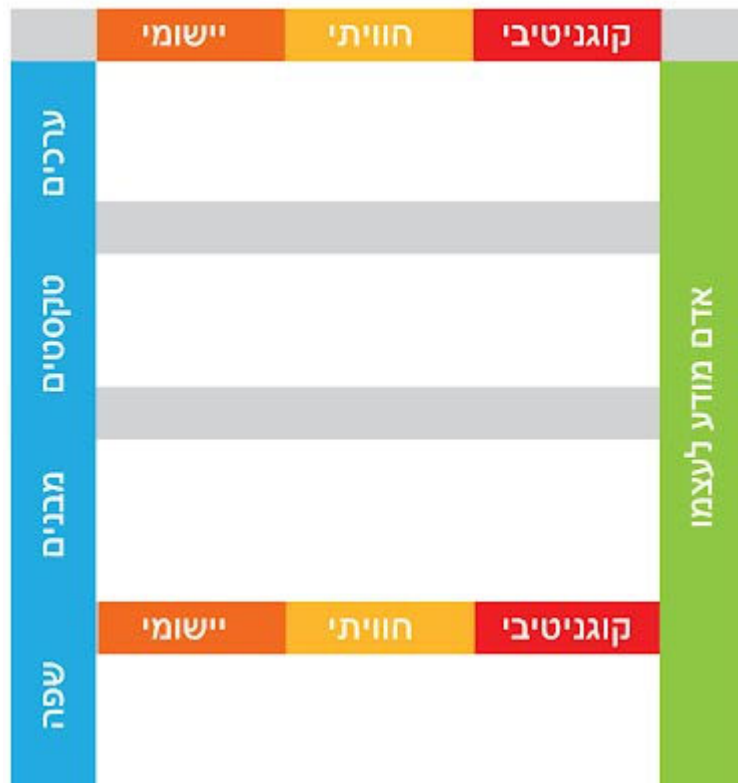 קוגניטיבי חוויתי יישומי
אדם מודע לעצמו
ערכים
טקסטים
מבנים
קוגניטיבי חוויתי יישומי
שפה